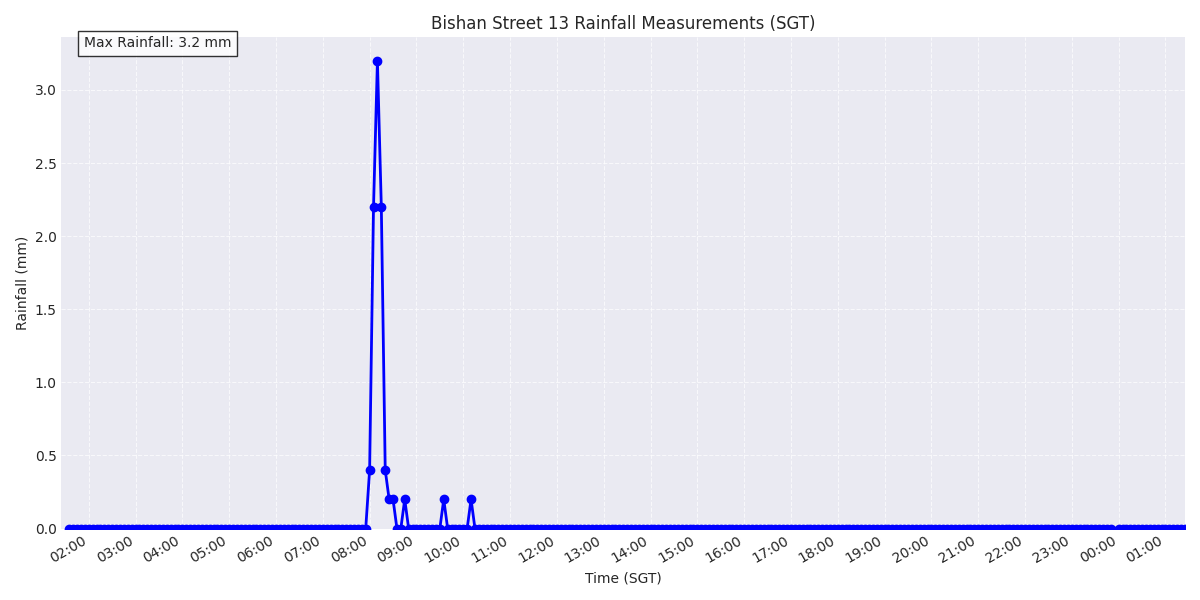 Bishan Street 13 Rainfall Measurements (SGT)
Max Rainfall: 3.2 mm
Rainfall (mm)
3.0
2.5
2.0
1.5
1.0
0.5
0.0
02:00 03:00 04:00 05:00 06:00 07:00 08:00 09:00 10:00 11:00 12:00 13:00 14:00 15:00 16:00 17:00 18:00 19:00 20:00 21:00 22:00 23:00 00:00 01:00
Time (SGT)